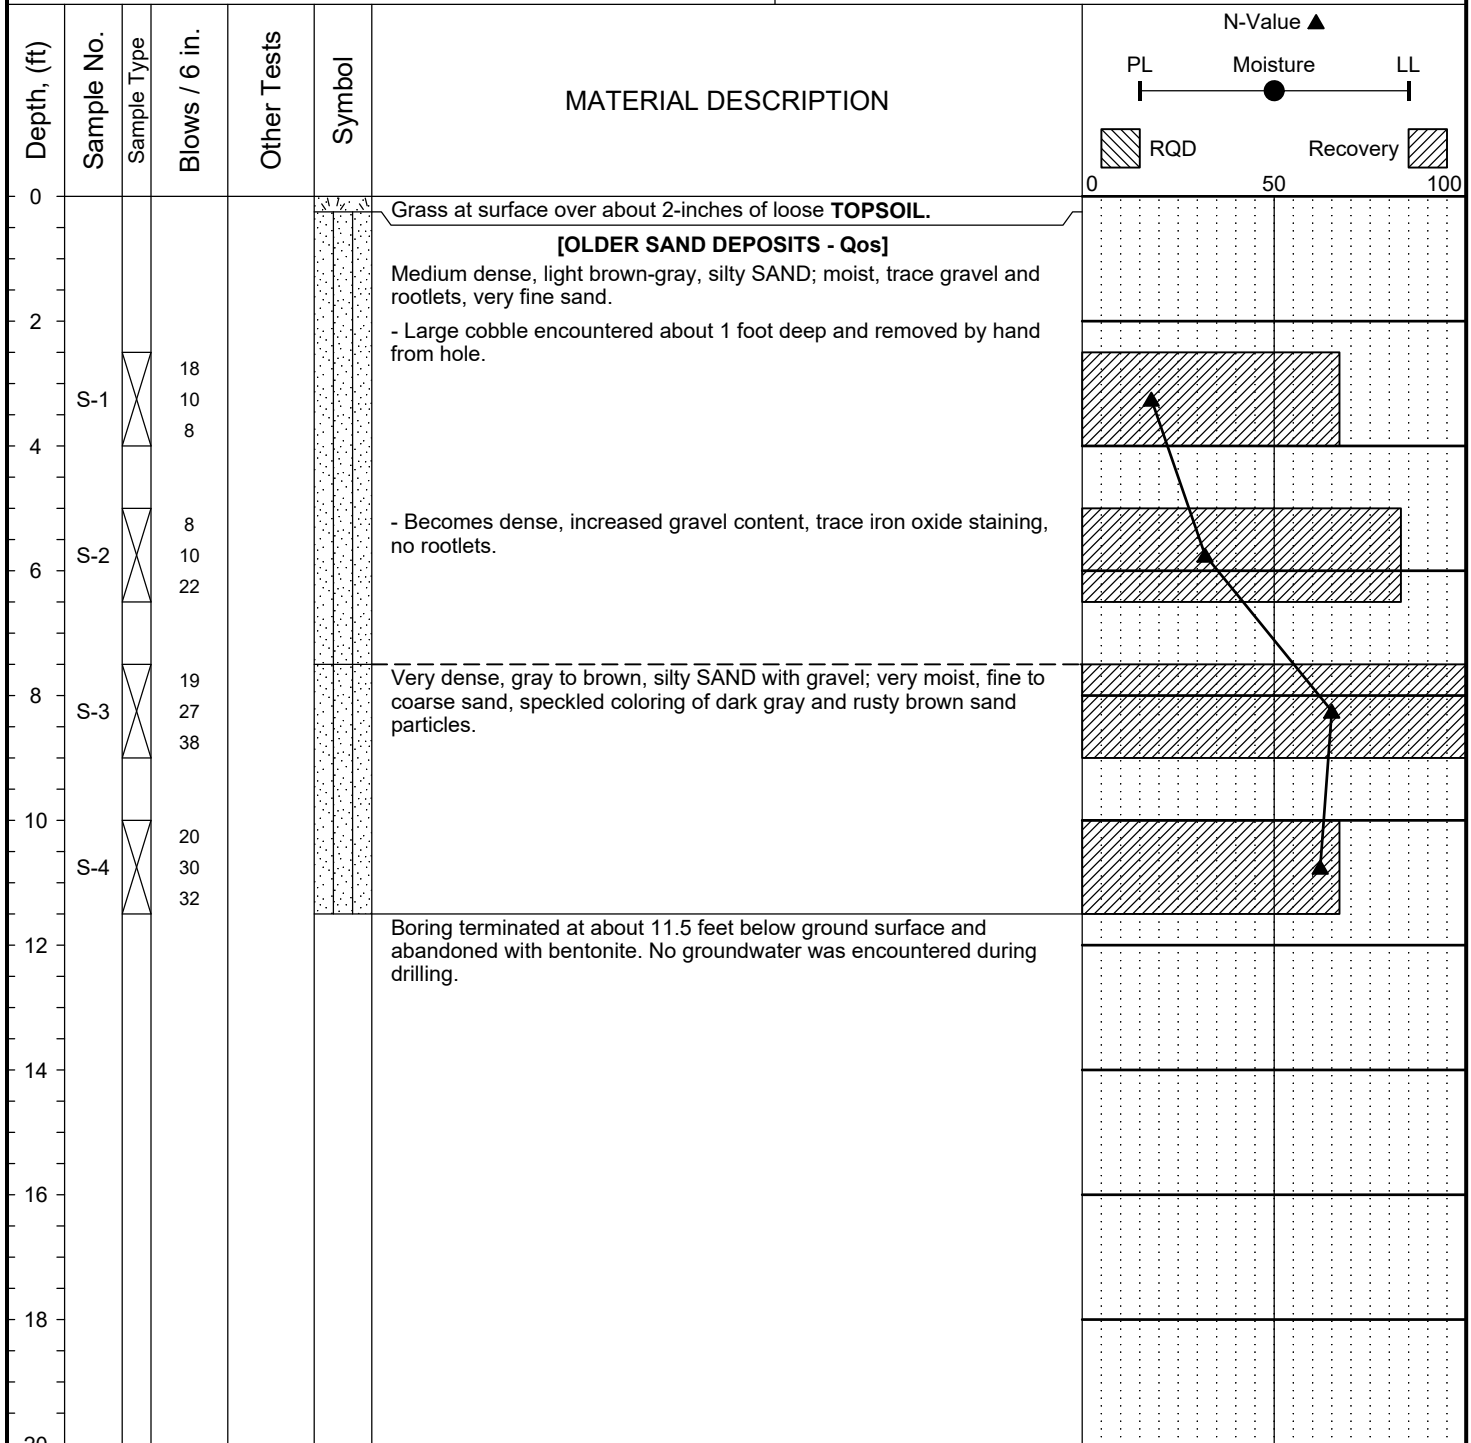 Depth, (ft)
Sample No.
Sample Type
Blows / 6 in.
Other Tests
Symbol
MATERIAL DESCRIPTION
N-Value
PL Moisture LL
RQD Recovery
0 50 100
0
Grass at surface over about 2-inches of loose TOPSOIL.
[OLDER SAND DEPOSITS - Qos]
Medium dense, light brown-gray, silty SAND; moist, trace gravel and
rootlets, very fine sand.
2
- Large cobble encountered about 1 foot deep and removed by hand
from hole.
18
S-1 10
8
4
8
- Becomes dense, increased gravel content, trace iron oxide staining,
no rootlets.
S-2 10
6
22
19
Very dense, gray to brown, silty SAND with gravel; very moist, fine to
coarse sand, speckled coloring of dark gray and rusty brown sand
particles.
8
S-3 27
38
10
20
S-4 30
32
Boring terminated at about 11.5 feet below ground surface and
abandoned with bentonite. No groundwater was encountered during
drilling.
12
14
16
18
20